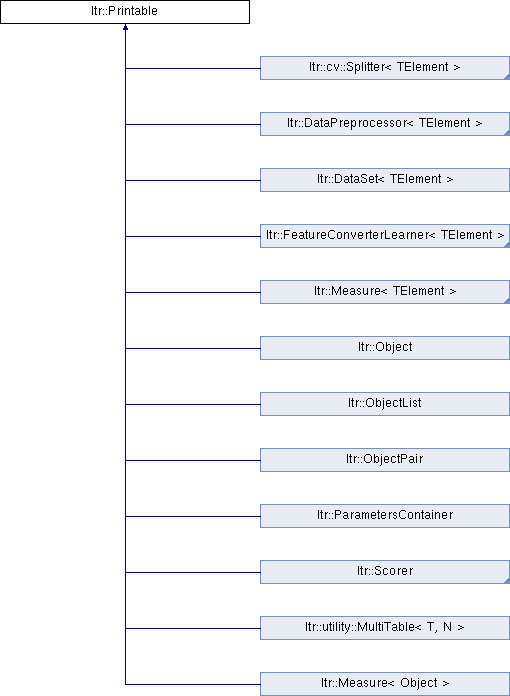 ltr::Printable
ltr::cv::Splitter< TElement >
ltr::DataPreprocessor< TElement >
ltr::DataSet< TElement >
ltr::FeatureConverterLearner< TElement >
ltr::Measure< TElement >
ltr::Object
ltr::ObjectList
ltr::ObjectPair
ltr::ParametersContainer
ltr::Scorer
ltr::utility::MultiTable< T, N >
ltr::Measure< Object >